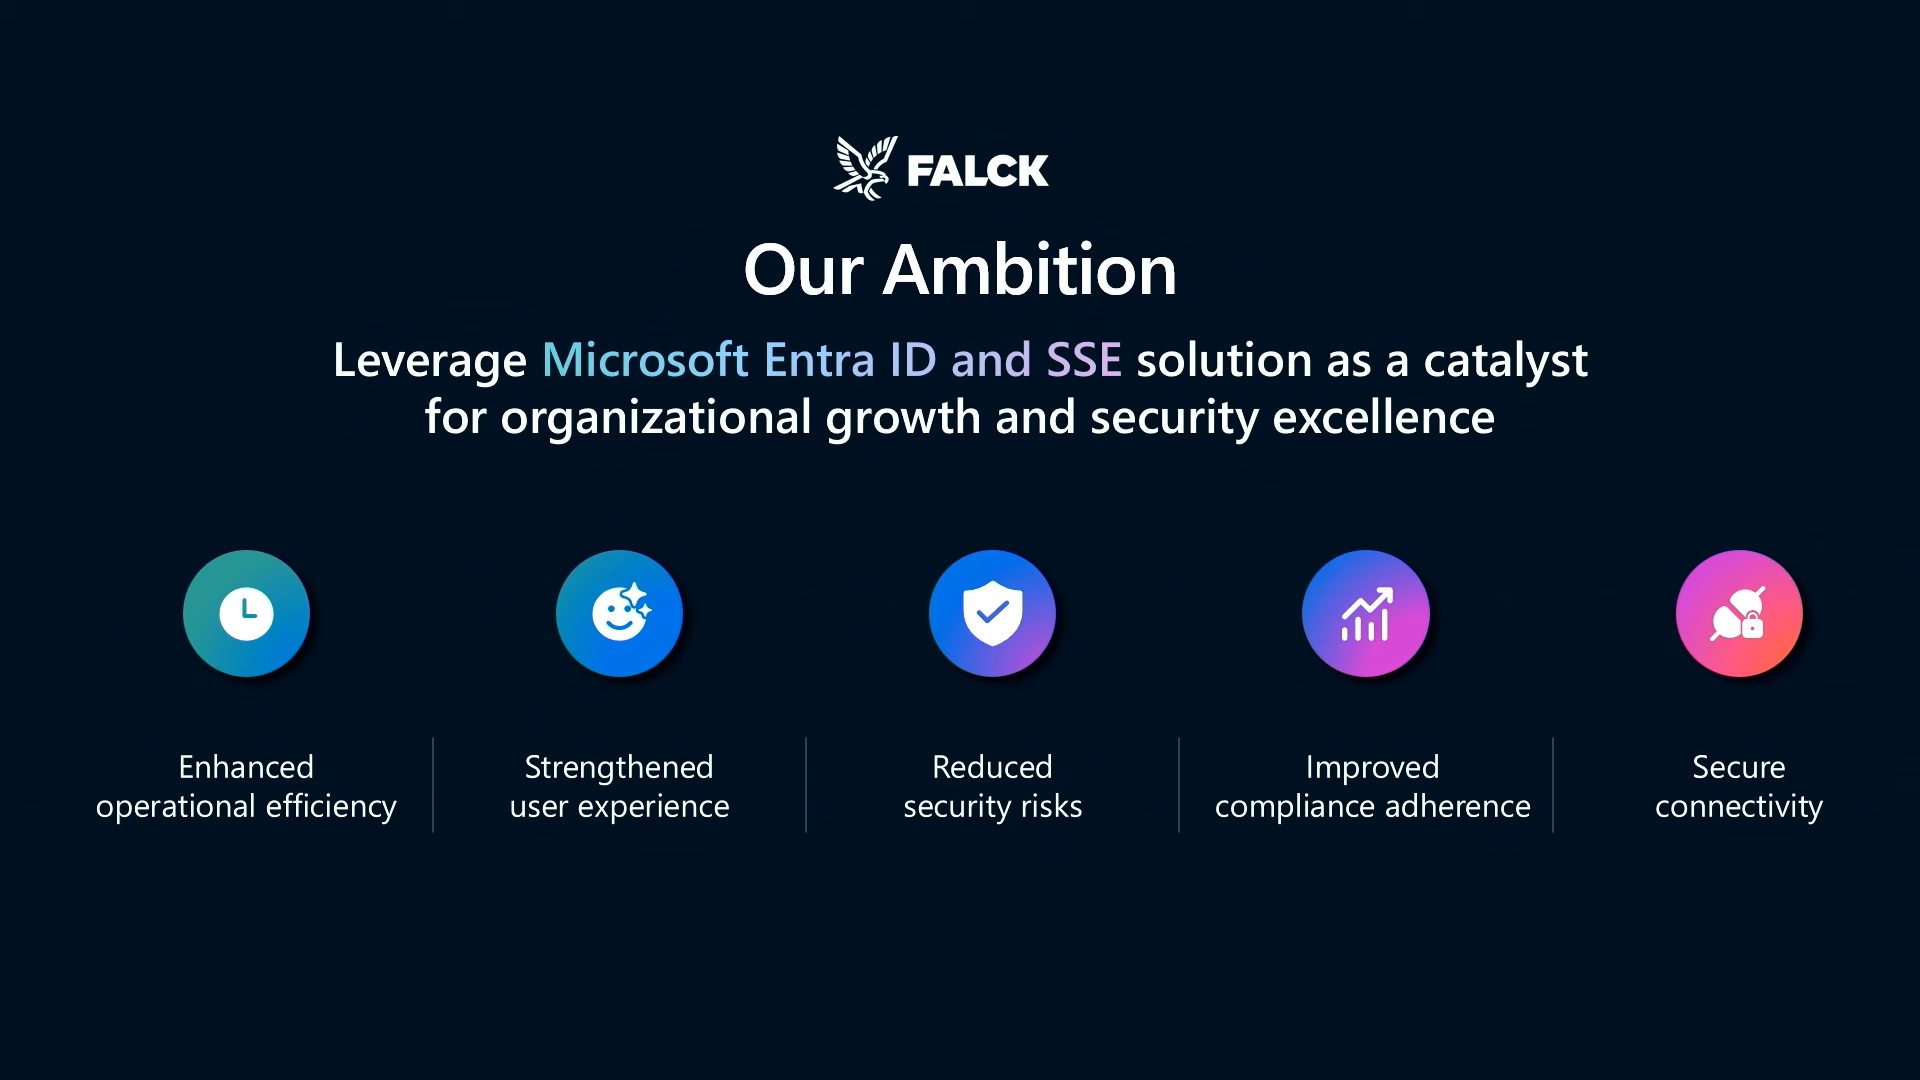 FALCK
Our Ambition
Leverage Microsoft Entra ID and SSE solution as a catalyst
for organizational growth and security excellence
Enhanced
operational efficiency
Strengthened
user experience
Reduced
security risks
Improved
compliance adherence
Secure
connectivity